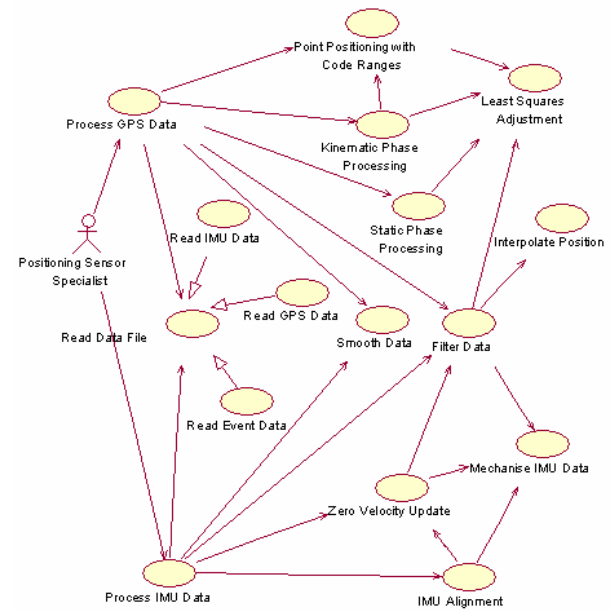 Point Positioning with
Code Ranges
Least Squares
Adjustment
Process GPS Data
Kinematic Phase
Processing
Static Phase
Processing
Read IMU Data
Interpolate Position
Positioning Sensor
Specialist
Read GPS Data
Read Data File
Smooth Data
Filter Data
Read Event Data
Mechanise IMU Data
Zero Velocity Update
Process IMU Data
IMU Alignment